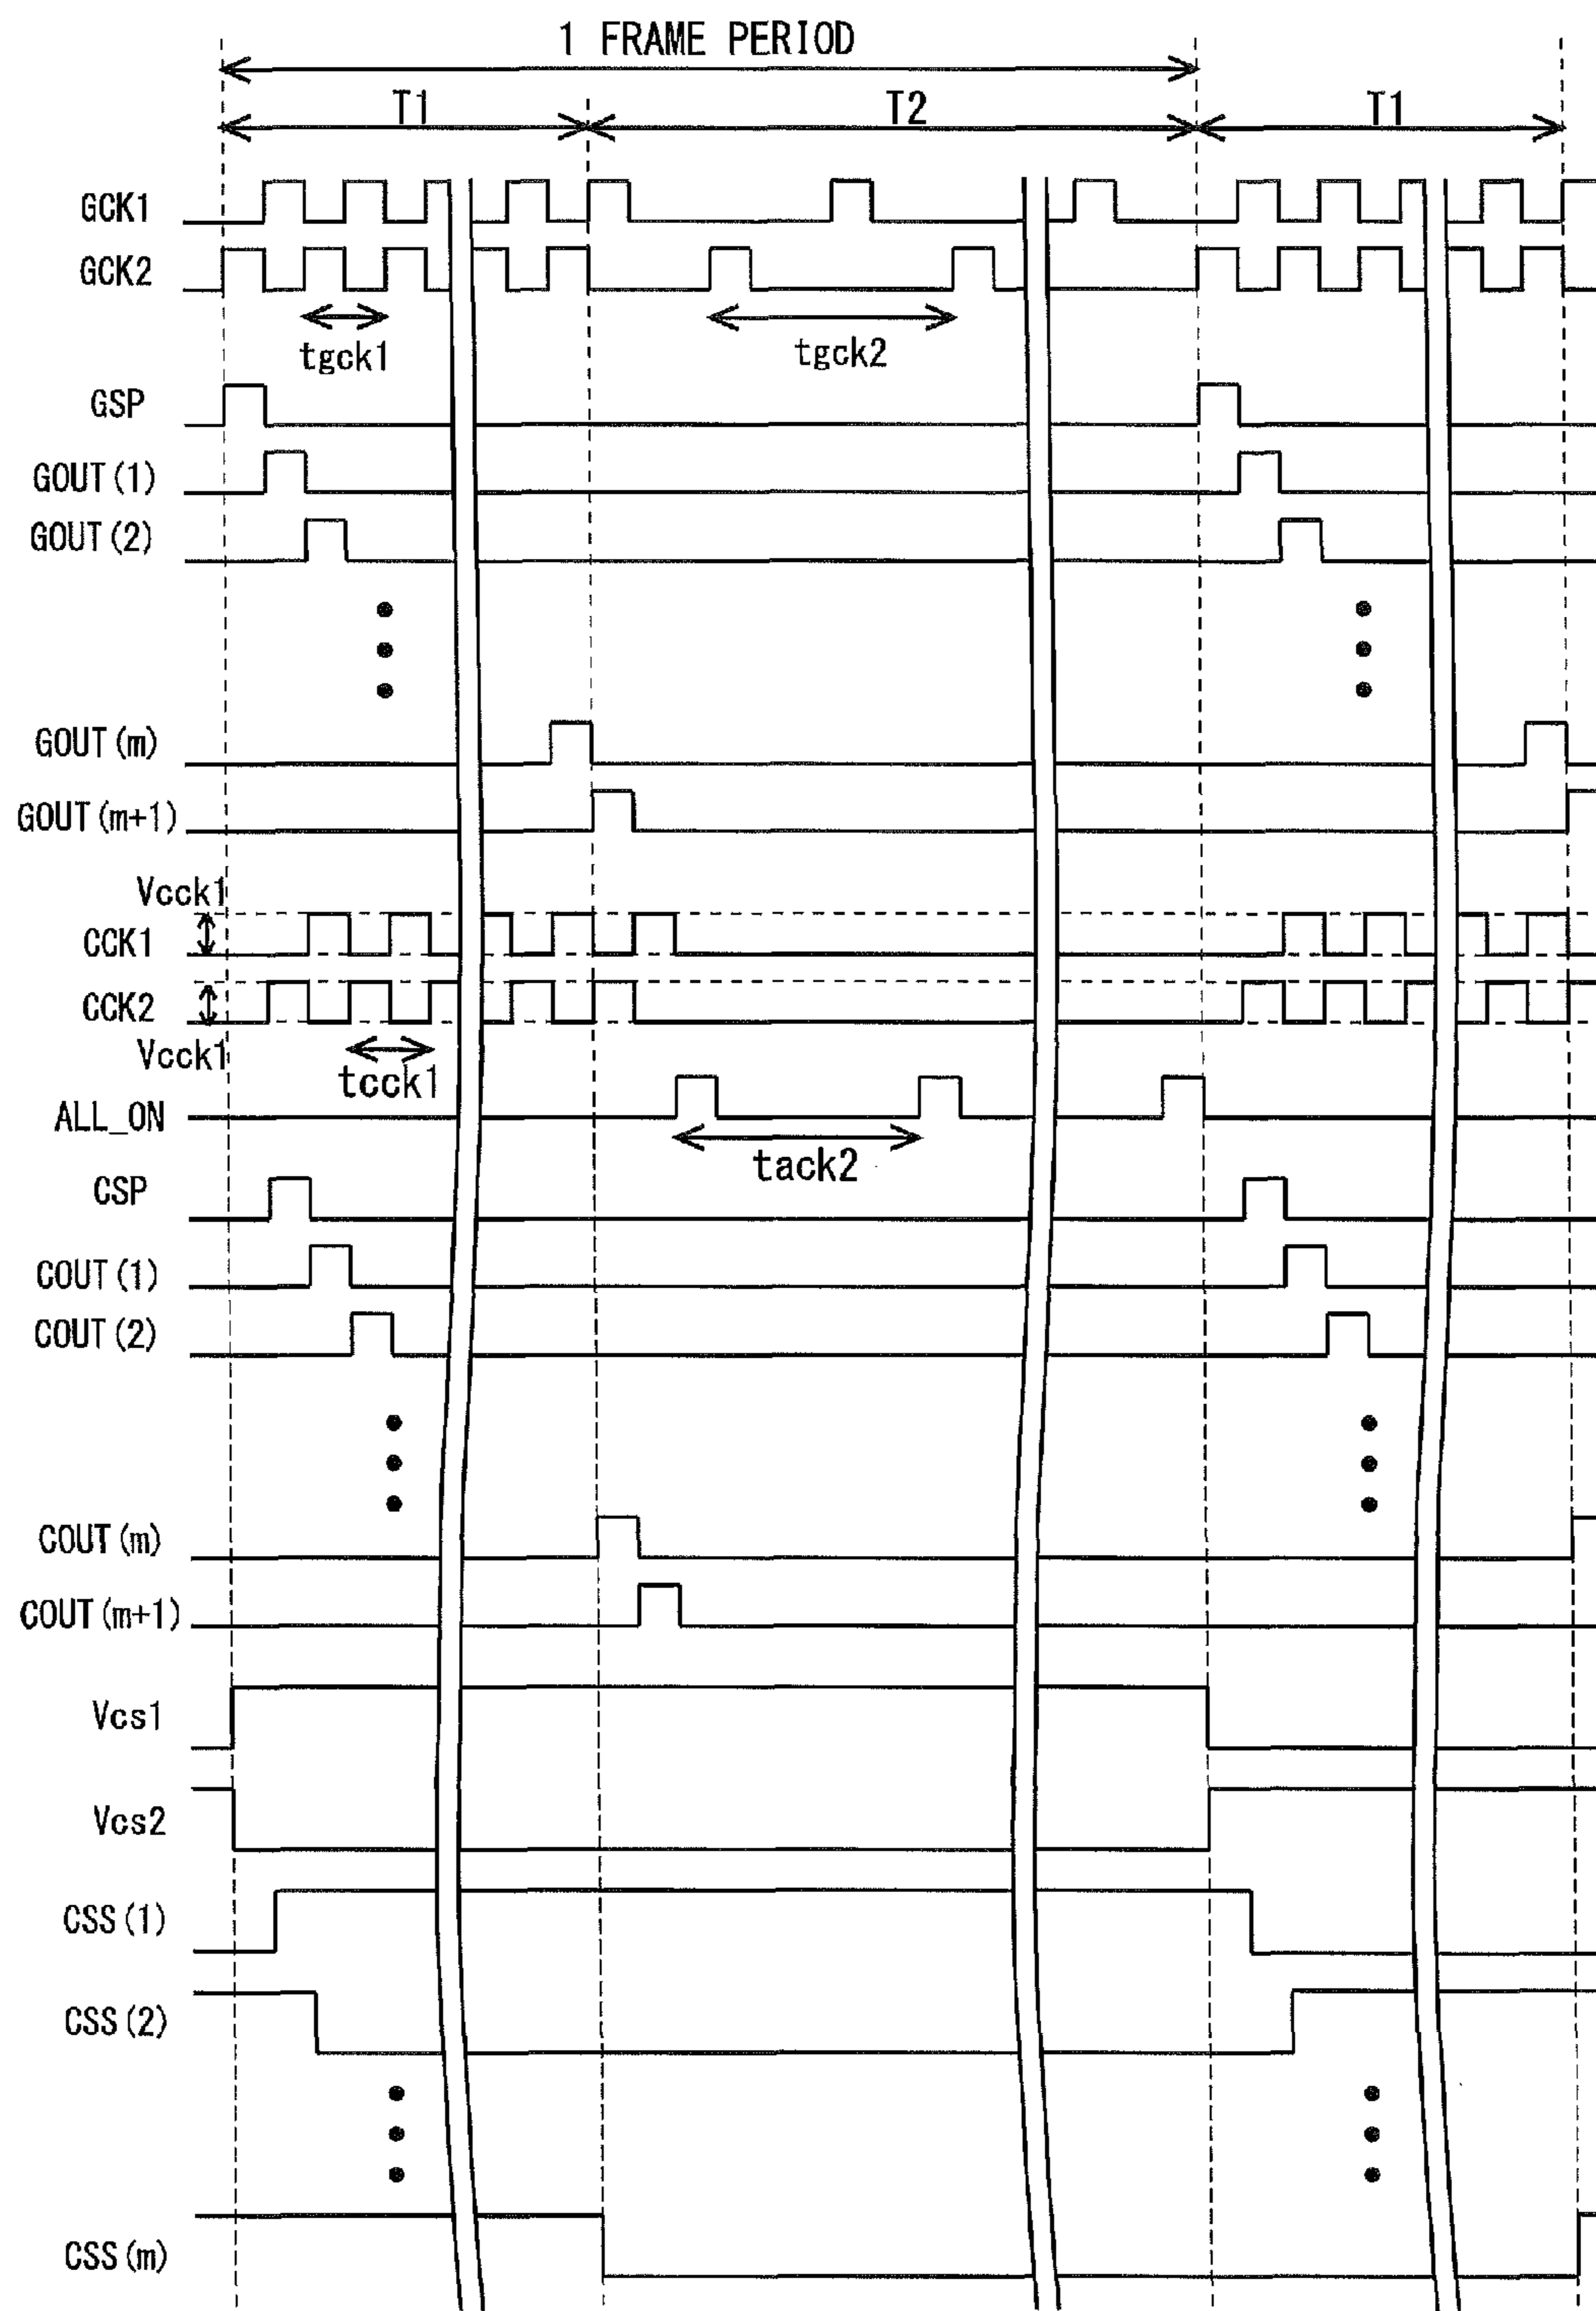 1 FRAME PERIOD
T1 T2 T1
GCK1
GCK2
tgck1 tgck2
GSP
GOUT(1)
GOUT(2)
GOUT(m)
GOUT(m+1)
Vcck1
CCK1
CCK2
Vcck1
tcck1
ALL_ON
tack2
CSP
COUT(1)
COUT(2)
COUT(m)
COUT(m+1)
Vcs1
Vcs2
CSS(1)
CSS(2)
CSS(m)